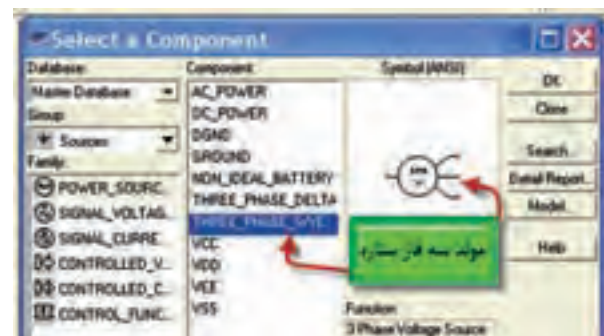 Select a Component
Database:
Master Database
Group:
Sources
Family:
POWER_SOURC...
SIGNAL_VOLTAG...
SIGNAL_CURRE...
CONTROLLED_V...
CONTROLLED_C...
CONTROL_FUNC...
Component:
AC_POWER
DC_POWER
DGND
GROUND
NON_IDEAL_BATTERY
THREE_PHASE_DELTA
THREE_PHASE_WYE
VCC
VDD
VEE
VSS
Symbol (ANSI)
مولد سه فاز ستاره
Function:
3 Phase Voltage Source
OK
Close
Search...
Detail Report...
Model...
Help